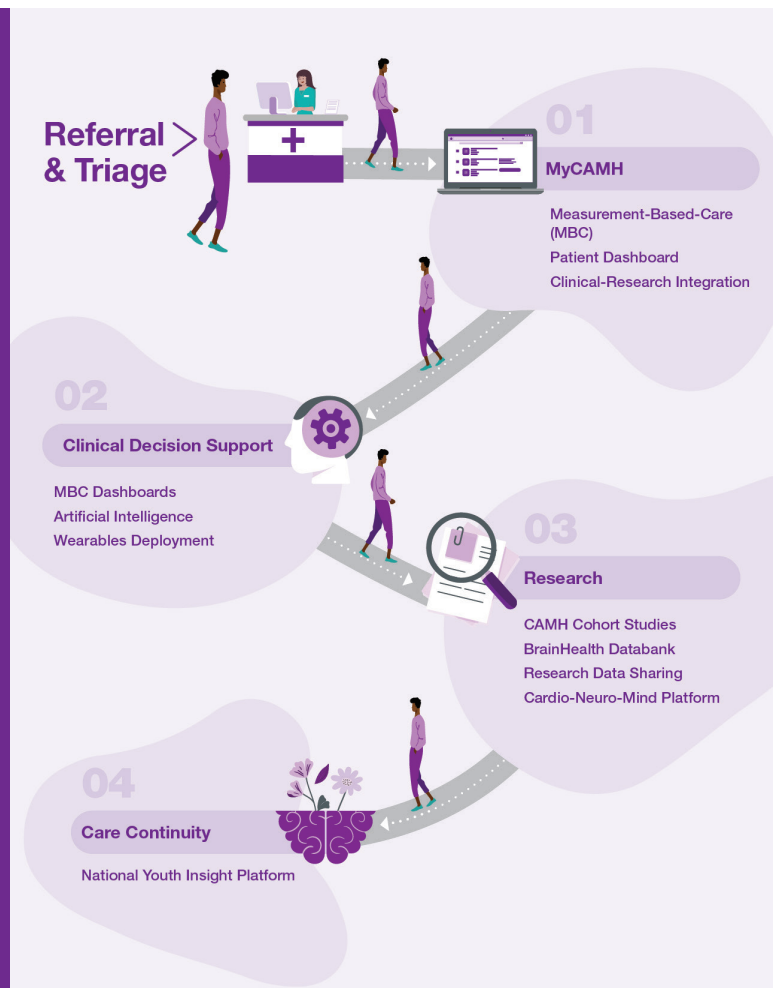 Referral
& Triage
01
MyCAMH
Measurement-Based-Care
(MBC)
Patient Dashboard
Clinical-Research Integration
02
Clinical Decision Support
MBC Dashboards
Artificial Intelligence
Wearables Deployment
03
Research
CAMH Cohort Studies
BrainHealth Databank
Research Data Sharing
Cardio-Neuro-Mind Platform
04
Care Continuity
National Youth Insight Platform